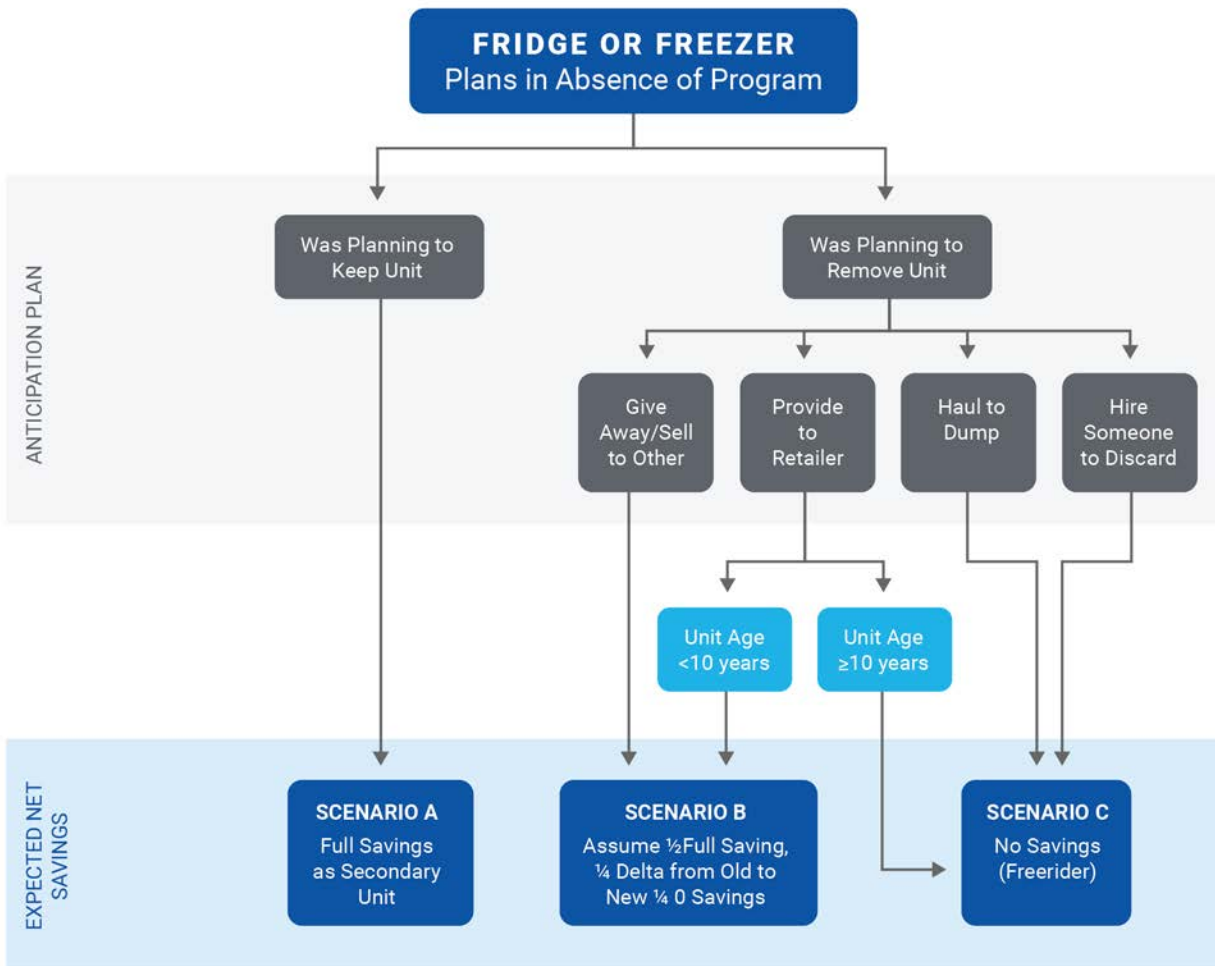 FRIDGE OR FREEZER
Plans in Absence of Program
ANTICIPATION PLAN
Was Planning to
Keep Unit
Was Planning to
Remove Unit
Give
Away/Sell
to Other
Provide
to
Retailer
Haul to
Dump
Hire
Someone
to Discard
Unit Age
<10 years
Unit Age
≥10 years
EXPECTED NET
SAVINGS
SCENARIO A
Full Savings
as Secondary
Unit
SCENARIO B
Assume ½Full Saving,
¼ Delta from Old to
New ¼ 0 Savings
SCENARIO C
No Savings
(Freerider)